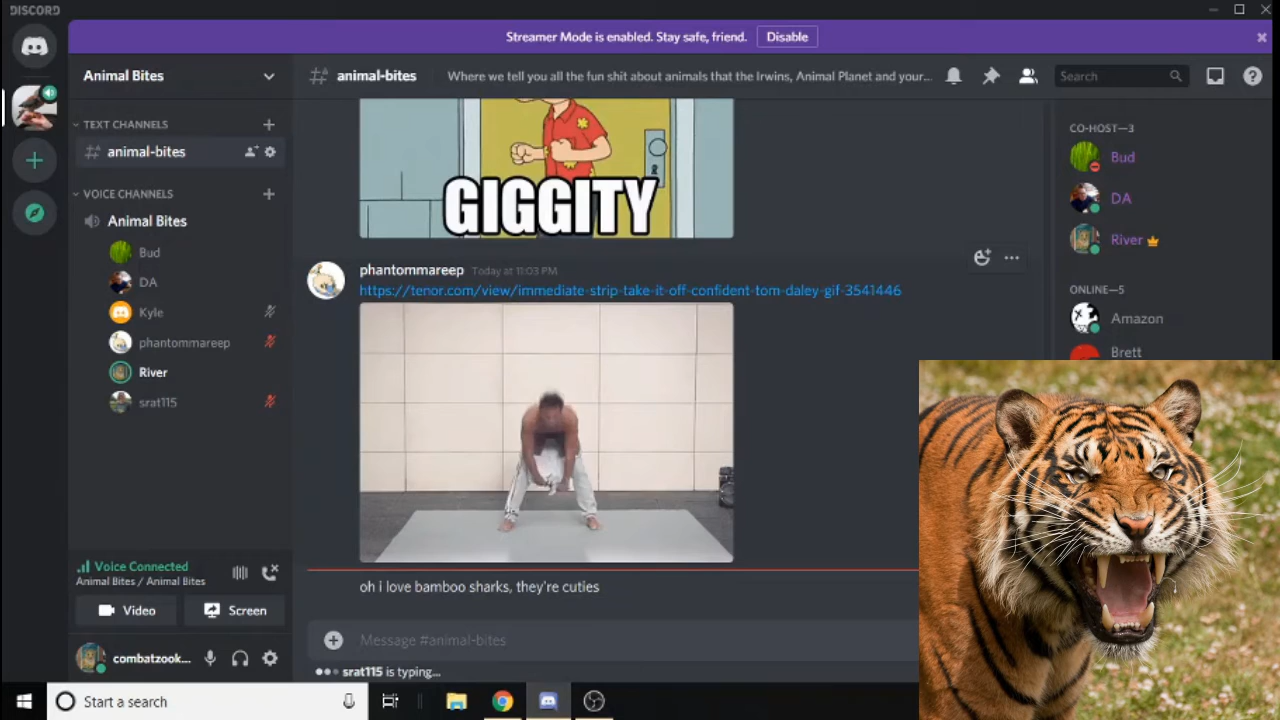 DISCORD
Streamer Mode is enabled. Stay safe, friend. Disable
Animal Bites
animal-bites
Where we tell you all the fun shit about animals that the Irwins, Animal Planet and your...
Search
TEXT CHANNELS
animal-bites
VOICE CHANNELS
Animal Bites
Bud
DA
Kyle
phantommareep
River
srat115
Voice Connected
Animal Bites / Animal Bites
Video
Screen
combatzook...
GIGGITY
phantommareep Today at 11:03 PM
https://tenor.com/view/immediate-strip-take-it-off-confident-tom-daley-gif-3541446
oh i love bamboo sharks, they're cuties
Message #animal-bites
srat115 is typing...
CO-HOST—3
Bud
DA
River
ONLINE—5
Amazon
Brett
Start a search